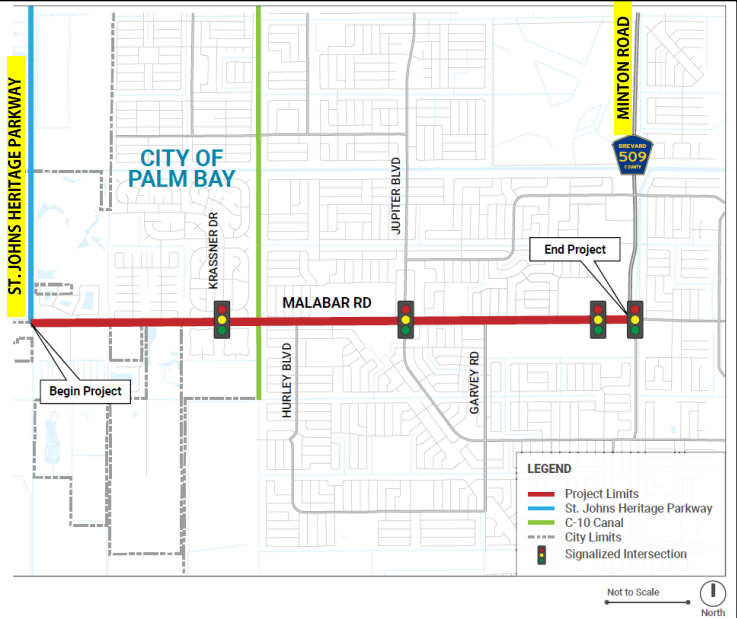 ST. JOHNS HERITAGE PARKWAY
MINTON ROAD
BREVARD
509
COUNTY
CITY OF
PALM BAY
JUPITER BLVD
KRASSNER DR
End Project
MALABAR RD
Begin Project
HURLEY BLVD
GARVEY RD
LEGEND
Project Limits
St. Johns Heritage Parkway
C-10 Canal
City Limits
Signalized Intersection
Not to Scale
North